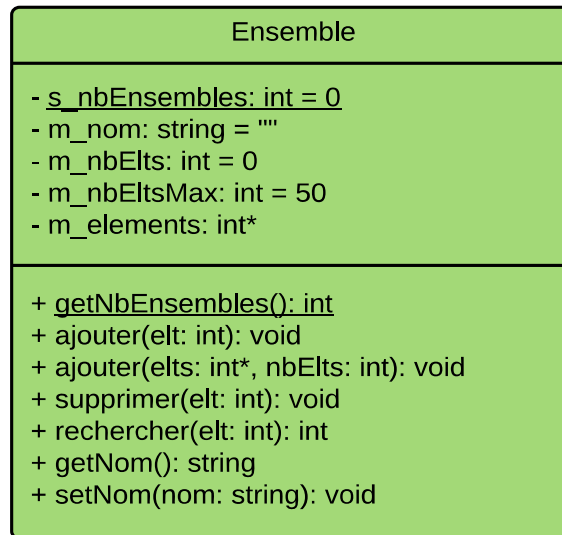 Ensemble
- s_nbEnsembles: int = 0
- m_nom: string = ""
- m_nbElts: int = 0
- m_nbEltsMax: int = 50
- m_elements: int*
+ getNbEnsembles(): int
+ ajouter(elt: int): void
+ ajouter(elts: int*, nbElts: int): void
+ supprimer(elt: int): void
+ rechercher(elt: int): int
+ getNom(): string
+ setNom(nom: string): void